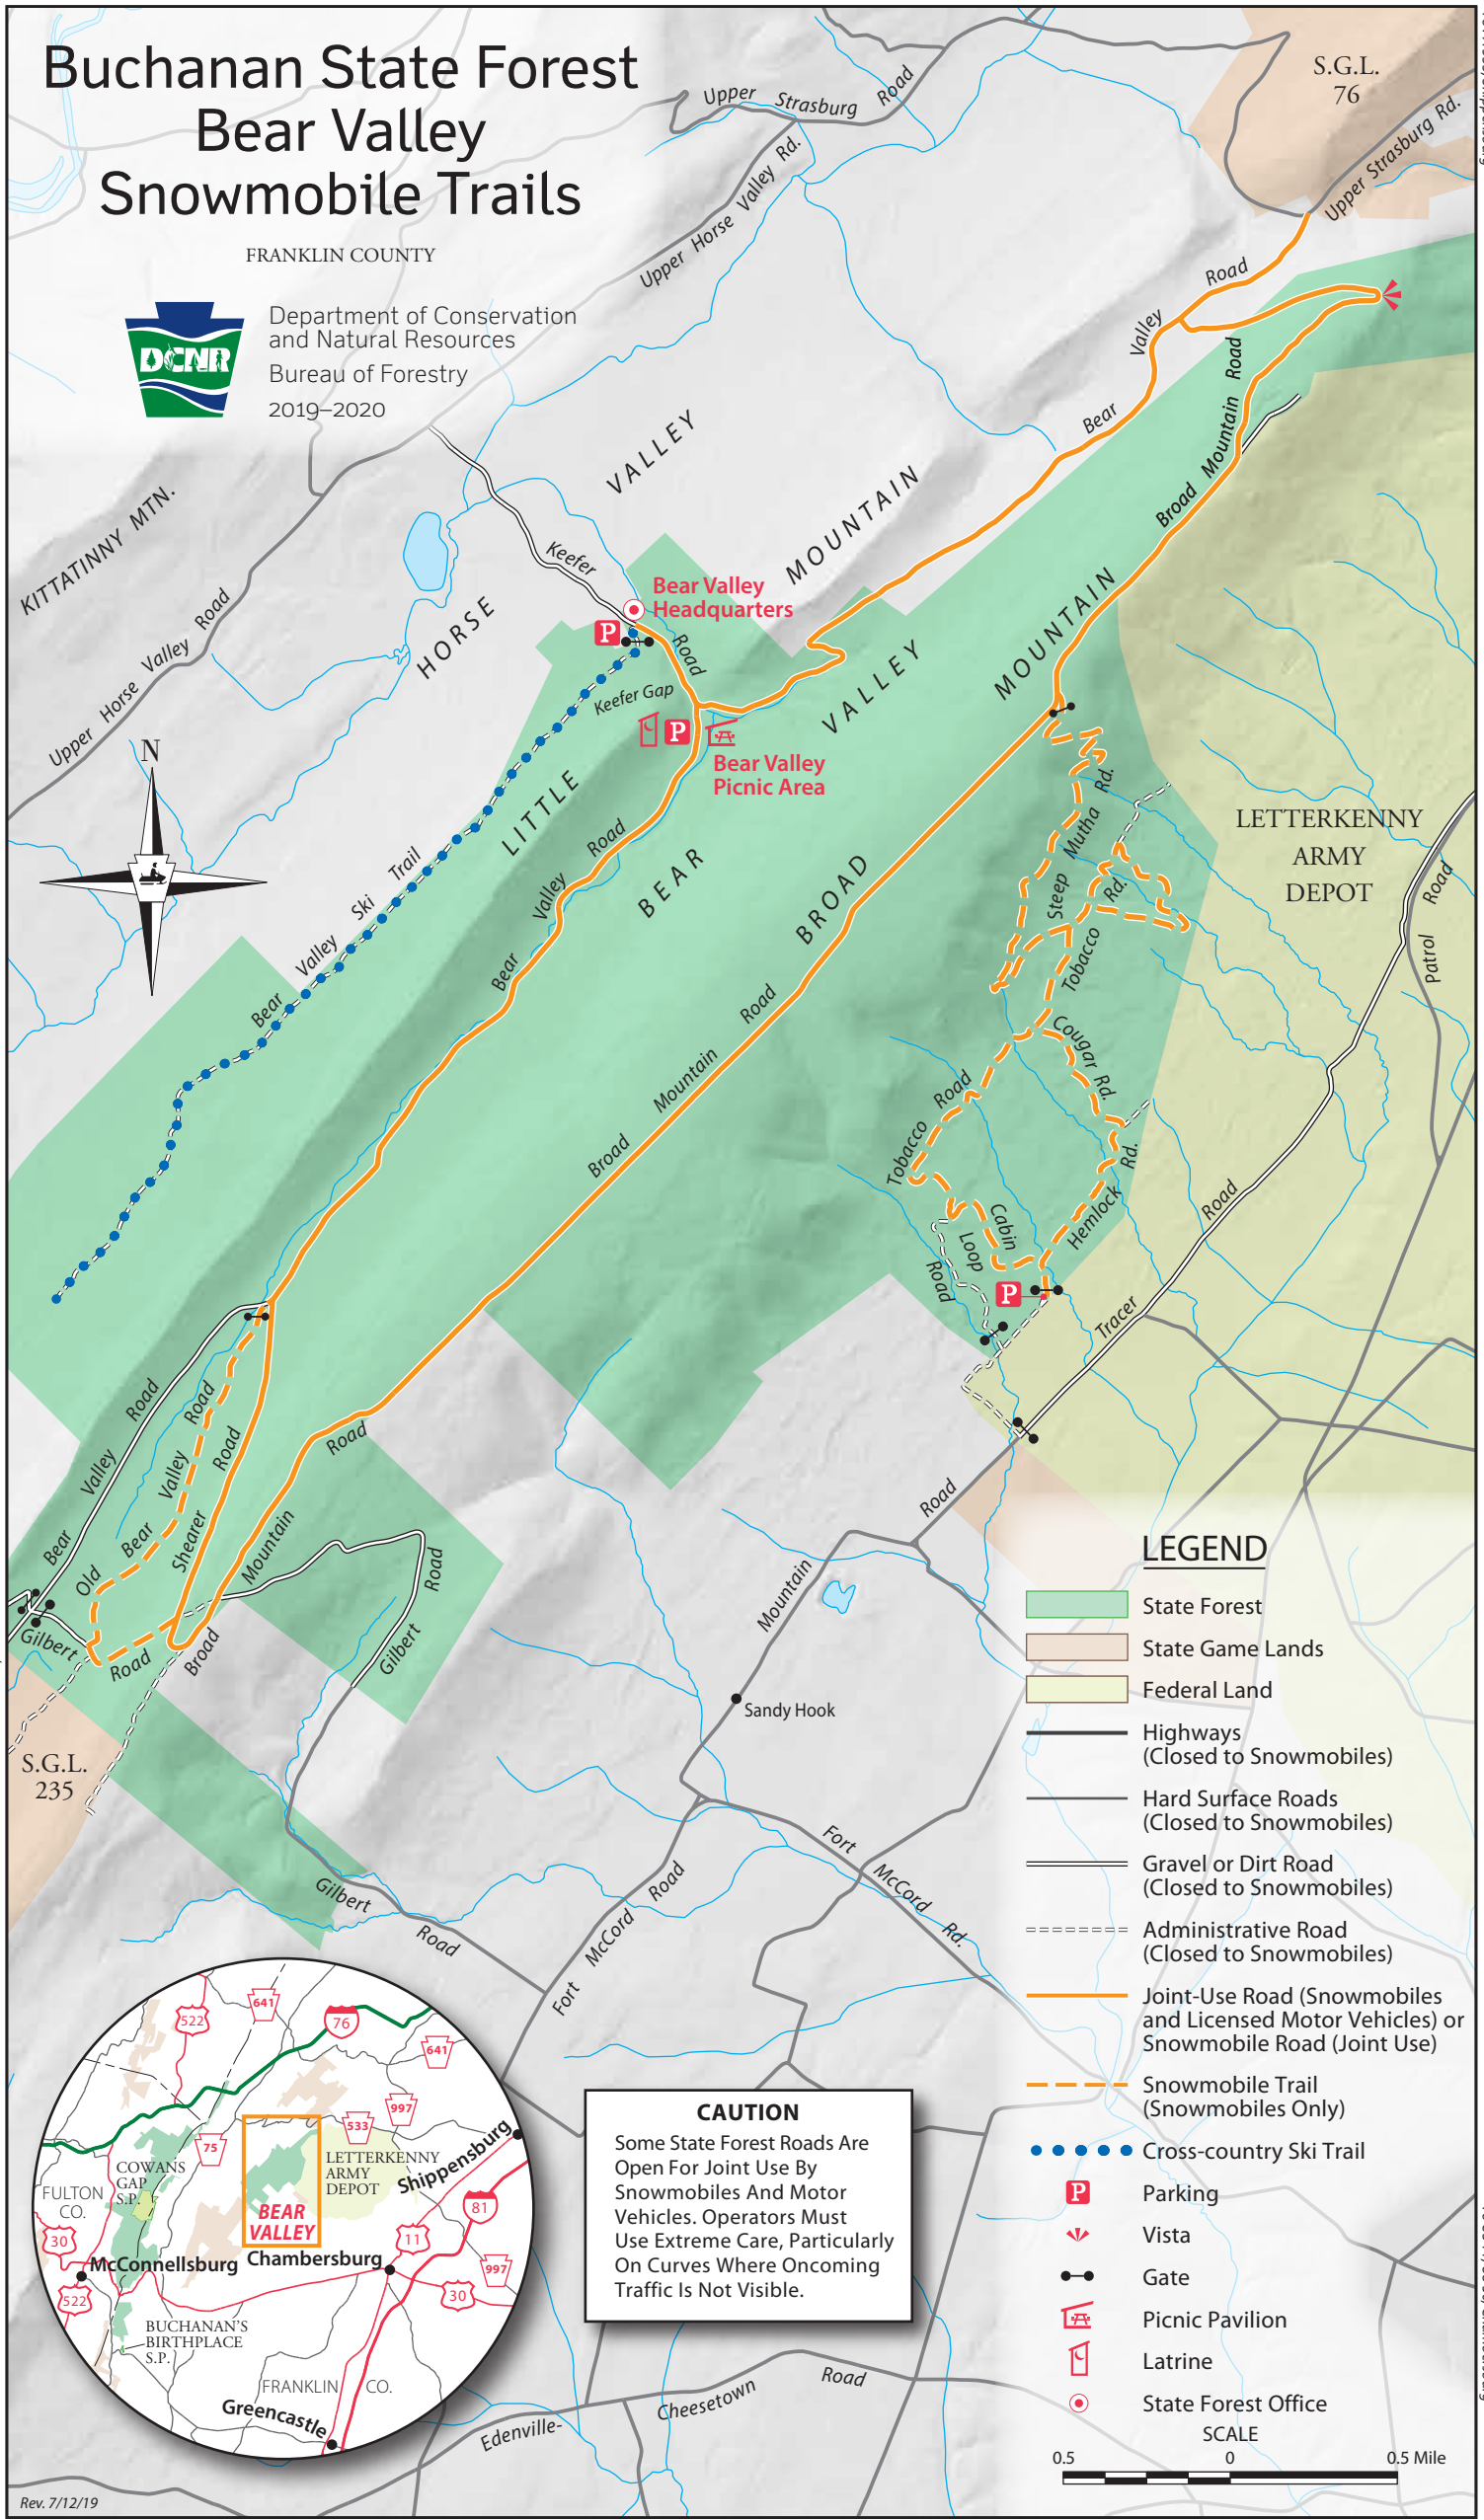 Buchanan State Forest
Bear Valley
Snowmobile Trails
FRANKLIN COUNTY
DCNR
Department of Conservation
and Natural Resources
Bureau of Forestry
2019–2020
S.G.L.
76
Upper Strasburg Road
Upper Strasburg Rd.
Upper Horse Valley Rd.
Bear Valley Road
Broad Mountain Road
KITTATINNY MTN.
HORSE VALLEY
Keefer Road
Bear Valley
Headquarters
P
Upper Horse Valley Road
Keefer Gap
P
Bear Valley
Picnic Area
LITTLE
BEAR VALLEY
MOUNTAIN
BROAD MOUNTAIN
N
Bear Valley Ski Trail
Bear Valley Road
Broad Mountain Road
Steep Mutha Rd.
Tobacco Rd.
LETTERKENNY
ARMY
DEPOT
Patrol Road
Cougar Rd.
Tobacco Road
Hemlock Rd.
Cabin
Loop
Road
P
Tracer Road
Bear Valley Road
Old Bear Valley Road
Shearer Road
Broad Mountain Road
Gilbert Road
Gilbert Road
S.G.L.
235
Mountain Road
Sandy Hook
Gilbert Road
Fort McCord Road
Fort McCord Rd.
Edenville-Cheesetown Road
LEGEND
State Forest
State Game Lands
Federal Land
Highways
(Closed to Snowmobiles)
Hard Surface Roads
(Closed to Snowmobiles)
Gravel or Dirt Road
(Closed to Snowmobiles)
Administrative Road
(Closed to Snowmobiles)
Joint-Use Road (Snowmobiles
and Licensed Motor Vehicles) or
Snowmobile Road (Joint Use)
Snowmobile Trail
(Snowmobiles Only)
Cross-country Ski Trail
P Parking
Vista
Gate
Picnic Pavilion
Latrine
State Forest Office
SCALE
0.5 0 0.5 Mile
CAUTION
Some State Forest Roads Are
Open For Joint Use By
Snowmobiles And Motor
Vehicles. Operators Must
Use Extreme Care, Particularly
On Curves Where Oncoming
Traffic Is Not Visible.
522
641
76
641
997
533
75
COWANS
GAP
S.P.
LETTERKENNY
ARMY
DEPOT
Shippensburg
FULTON
CO.
BEAR
VALLEY
81
11
30
McConnellsburg
Chambersburg
997
522
30
BUCHANAN'S
BIRTHPLACE
S.P.
FRANKLIN CO.
Greencastle
Rev. 7/12/19